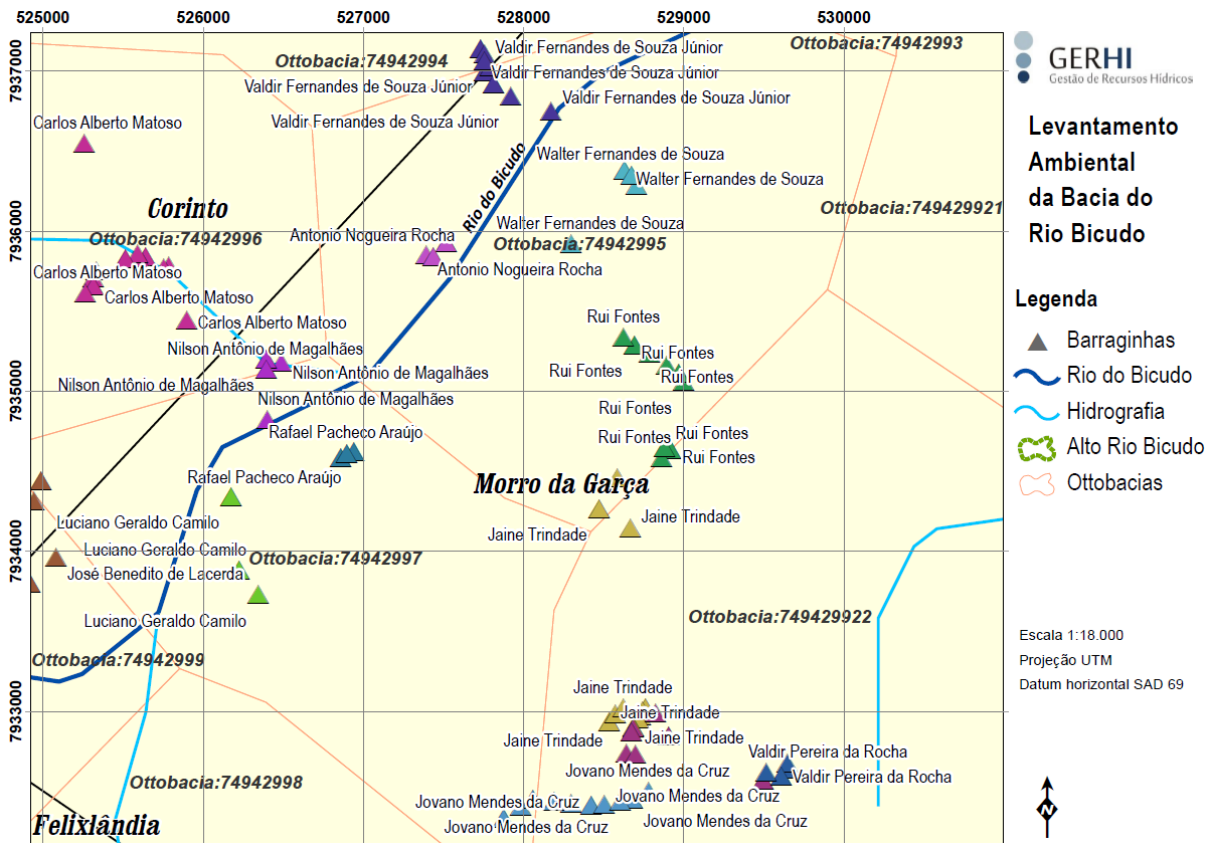 525000 526000 527000 528000 529000 530000
7937000
7936000
7935000
7934000
7933000
Valdir Fernandes de Souza Júnior
Ottobacia:74942993
Ottobacia:74942994
Valdir Fernandes de Souza Júnior
Valdir Fernandes de Souza Júnior
Valdir Fernandes de Souza Júnior
Valdir Fernandes de Souza Júnior
Carlos Alberto Matoso
Walter Fernandes de Souza
Walter Fernandes de Souza
Rio do Bicudo
Corinto
Ottobacia:749429921
Walter Fernandes de Souza
Ottobacia:74942996
Antonio Nogueira Rocha
Ottobacia:74942995
Carlos Alberto Matoso
Antonio Nogueira Rocha
Carlos Alberto Matoso
Rui Fontes
Carlos Alberto Matoso
Nilson Antônio de Magalhães
Rui Fontes
Rui Fontes
Nilson Antônio de Magalhães
Rui Fontes
Nilson Antônio de Magalhães
Nilson Antônio de Magalhães
Rui Fontes
Rafael Pacheco Araújo
Rui Fontes
Rui Fontes
Rui Fontes
Rafael Pacheco Araújo
Morro da Garça
Luciano Geraldo Camilo
Jaine Trindade
Jaine Trindade
Luciano Geraldo Camilo
Ottobacia:74942997
José Benedito de Lacerda
Luciano Geraldo Camilo
Ottobacia:749429922
Ottobacia:74942999
Jaine Trindade
Jaine Trindade
Jaine Trindade
Jaine Trindade
Valdir Pereira da Rocha
Jovano Mendes da Cruz
Valdir Pereira da Rocha
Ottobacia:74942998
Jovano Mendes da Cruz
Jovano Mendes da Cruz
Jovano Mendes da Cruz
Jovano Mendes da Cruz
Felixlândia
GERHI
Gestão de Recursos Hídricos
Levantamento
Ambiental
da Bacia do
Rio Bicudo
Legenda
Barraginhas
Rio do Bicudo
Hidrografia
Alto Rio Bicudo
Ottobacias
Escala 1:18.000
Projeção UTM
Datum horizontal SAD 69
N